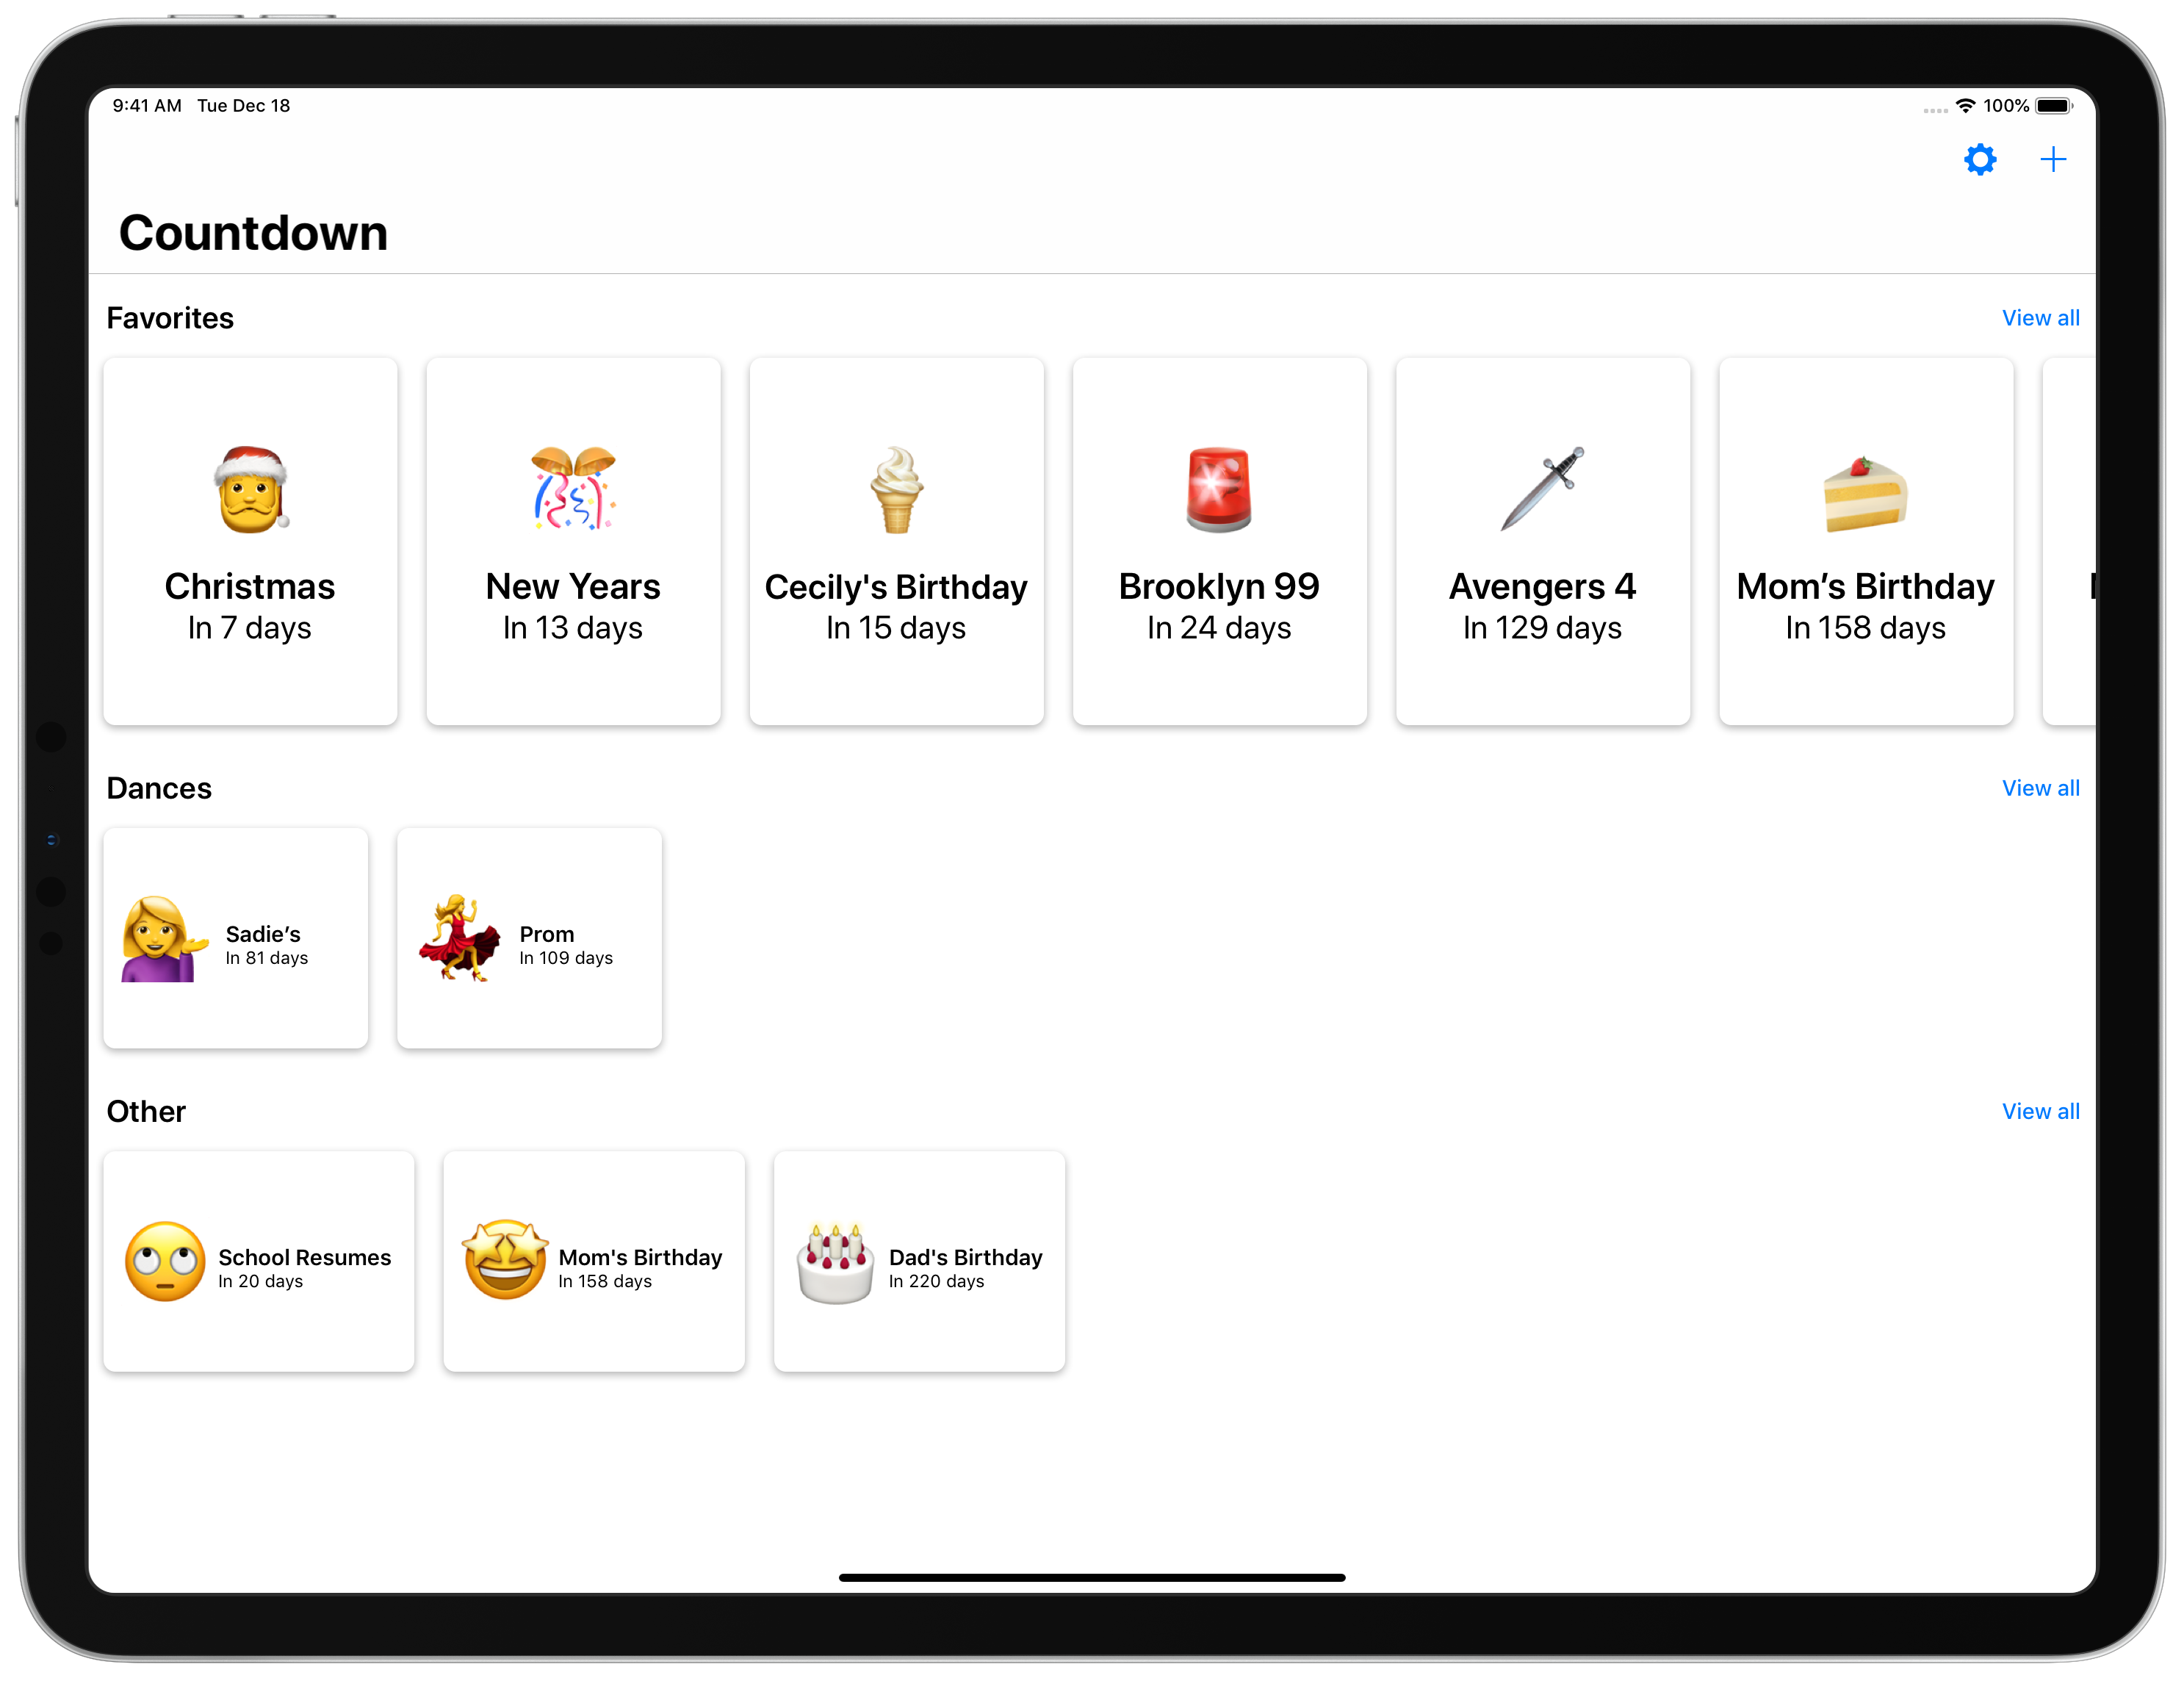 9:41 AM Tue Dec 18
100%
Countdown
Favorites
View all
Christmas
In 7 days
New Years
In 13 days
Cecily's Birthday
In 15 days
Brooklyn 99
In 24 days
Avengers 4
In 129 days
Mom’s Birthday
In 158 days
Dances
View all
Sadie’s
In 81 days
Prom
In 109 days
Other
View all
School Resumes
In 20 days
Mom's Birthday
In 158 days
Dad's Birthday
In 220 days